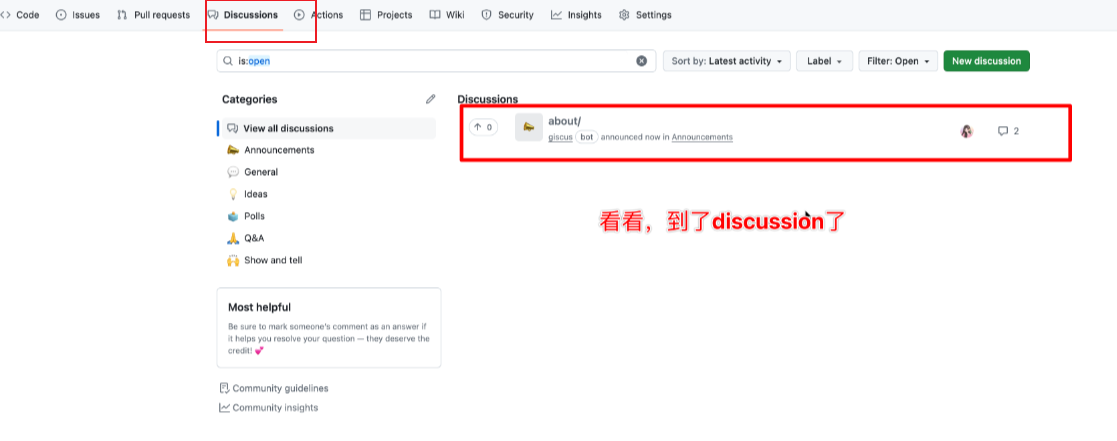 Code Issues Pull requests Discussions Actions Projects Wiki Security Insights Settings
is:open Sort by: Latest activity Label Filter: Open New discussion
Categories
View all discussions
Announcements
General
Ideas
Polls
Q&A
Show and tell
Most helpful
Be sure to mark someone's comment as an answer if
it helps you resolve your question — they deserve the
credit! 💕
Community guidelines
Community insights
Discussions
0 about/ 2
giscus bot announced now in Announcements
看看，到了discussion了